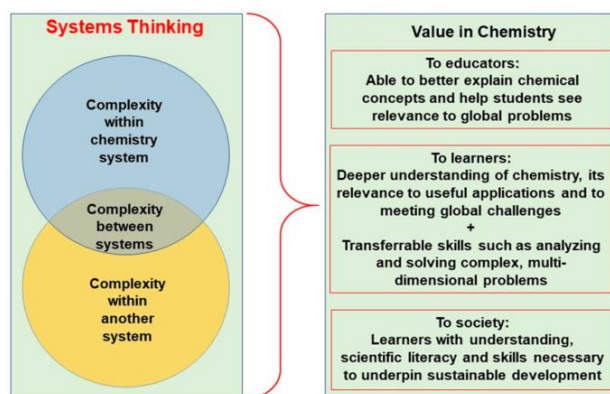 Systems Thinking
Complexity
within
chemistry
system
Complexity
between
systems
Complexity
within
another
system
Value in Chemistry
To educators:
Able to better explain chemical
concepts and help students see
relevance to global problems
To learners:
Deeper understanding of chemistry, its
relevance to useful applications and to
meeting global challenges
+
Transferrable skills such as analyzing
and solving complex, multi-
dimensional problems
To society:
Learners with understanding,
scientific literacy and skills necessary
to underpin sustainable development